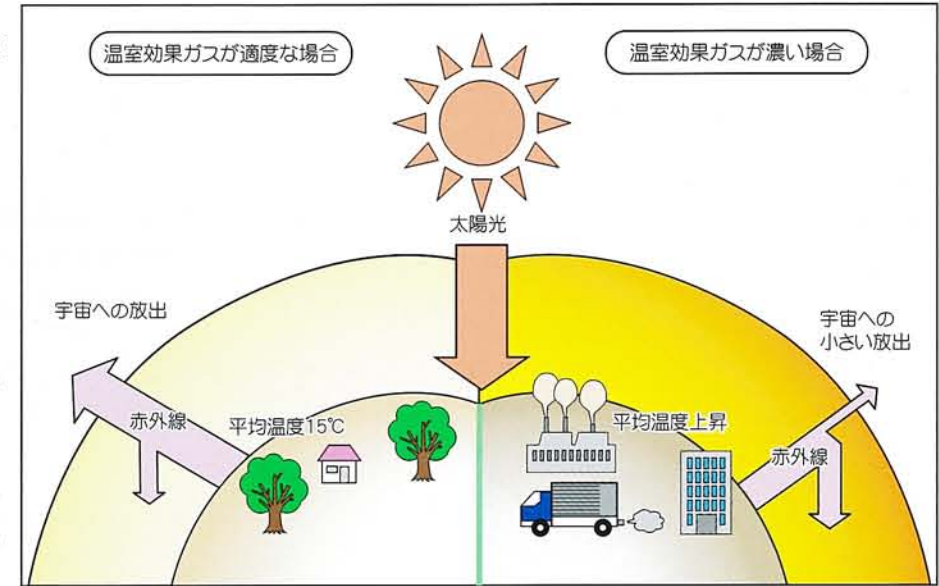 温室効果ガスが適度な場合
温室効果ガスが濃い場合
太陽光
宇宙への放出
宇宙への
小さい放出
赤外線
平均温度15℃
平均温度上昇
赤外線